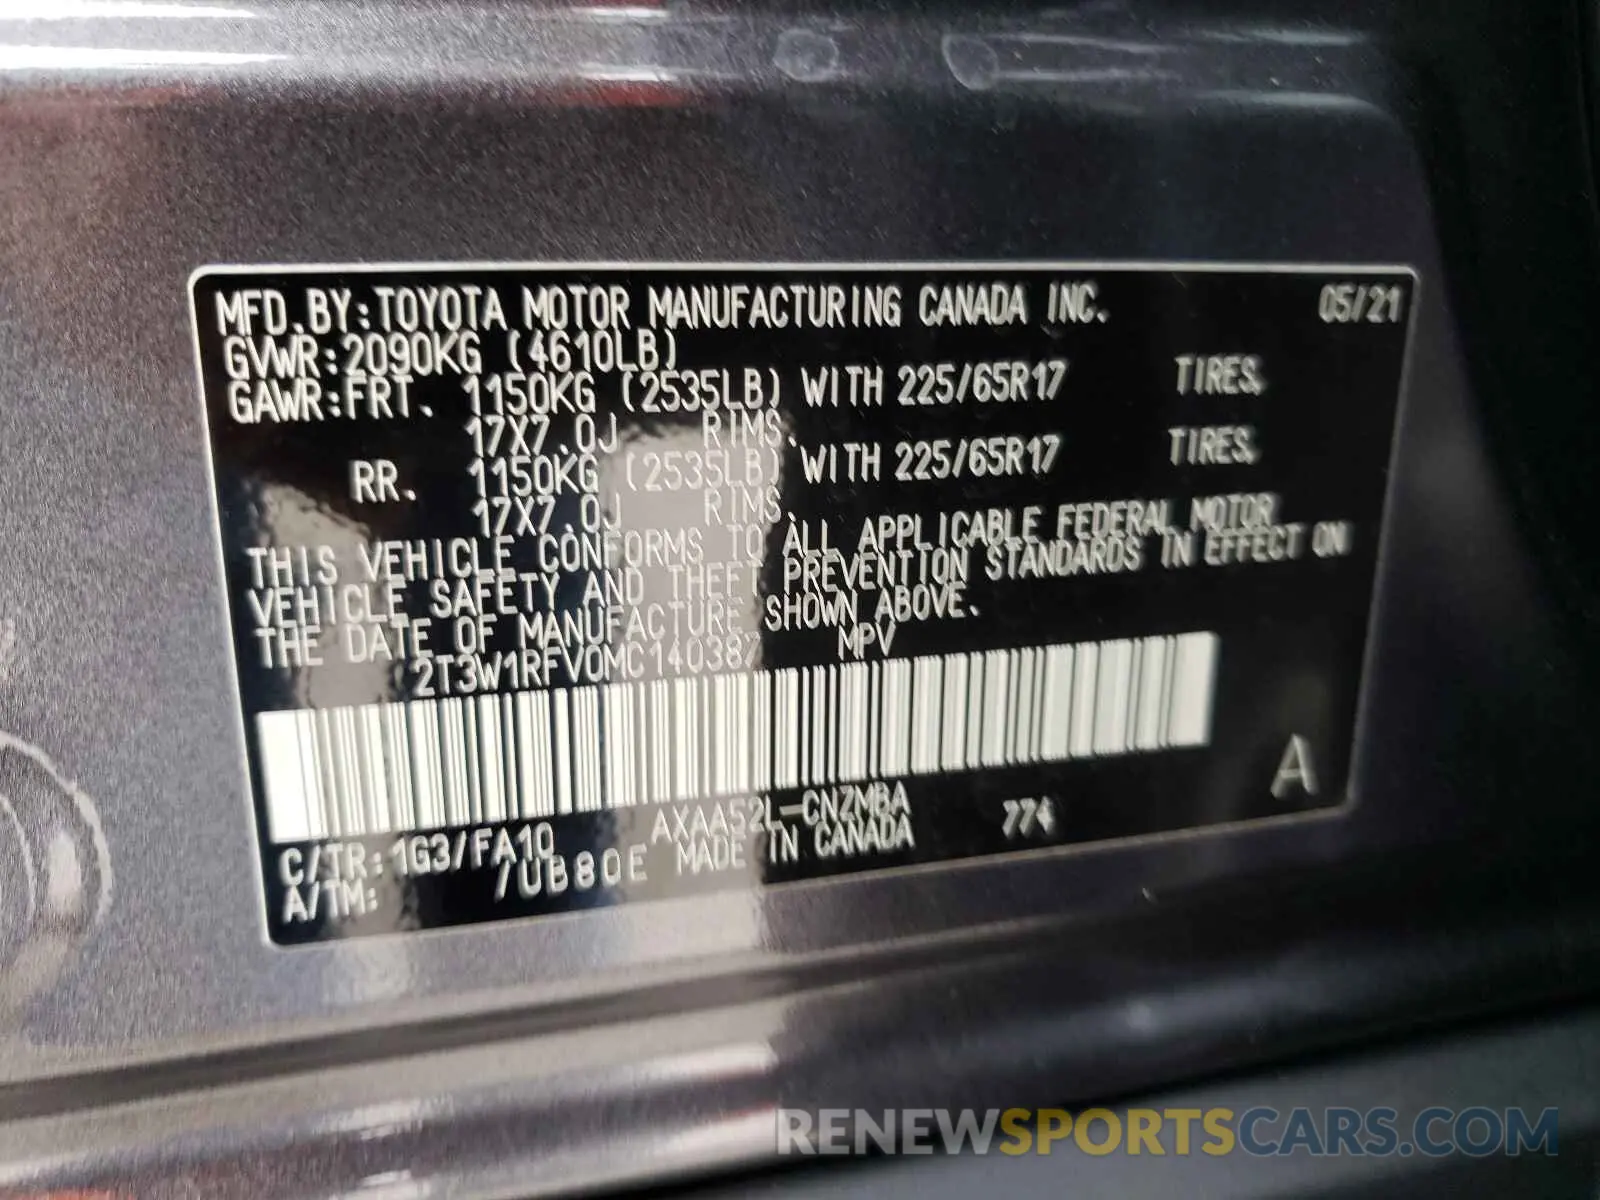 MFD.BY:TOYOTA MOTOR MANUFACTURING CANADA INC. 05/21
GVWR:2090KG (4610LB)
GAWR:FRT. 1150KG (2535LB) WITH 225/65R17 TIRES,
17X7.0J RIMS.
RR. 1150KG (2535LB) WITH 225/65R17 TIRES,
17X7.0J RIMS.
THIS VEHICLE CONFORMS TO ALL APPLICABLE FEDERAL MOTOR
VEHICLE SAFETY AND THEFT PREVENTION STANDARDS IN EFFECT ON
THE DATE OF MANUFACTURE SHOWN ABOVE.
2T3W1RFV0MC140387 MPV
A
C/TR:1G3/FA10 AXAA52L-CNZMBA 774
A/TM: /UB80E MADE IN CANADA
RENEWSPORTSCARS.COM